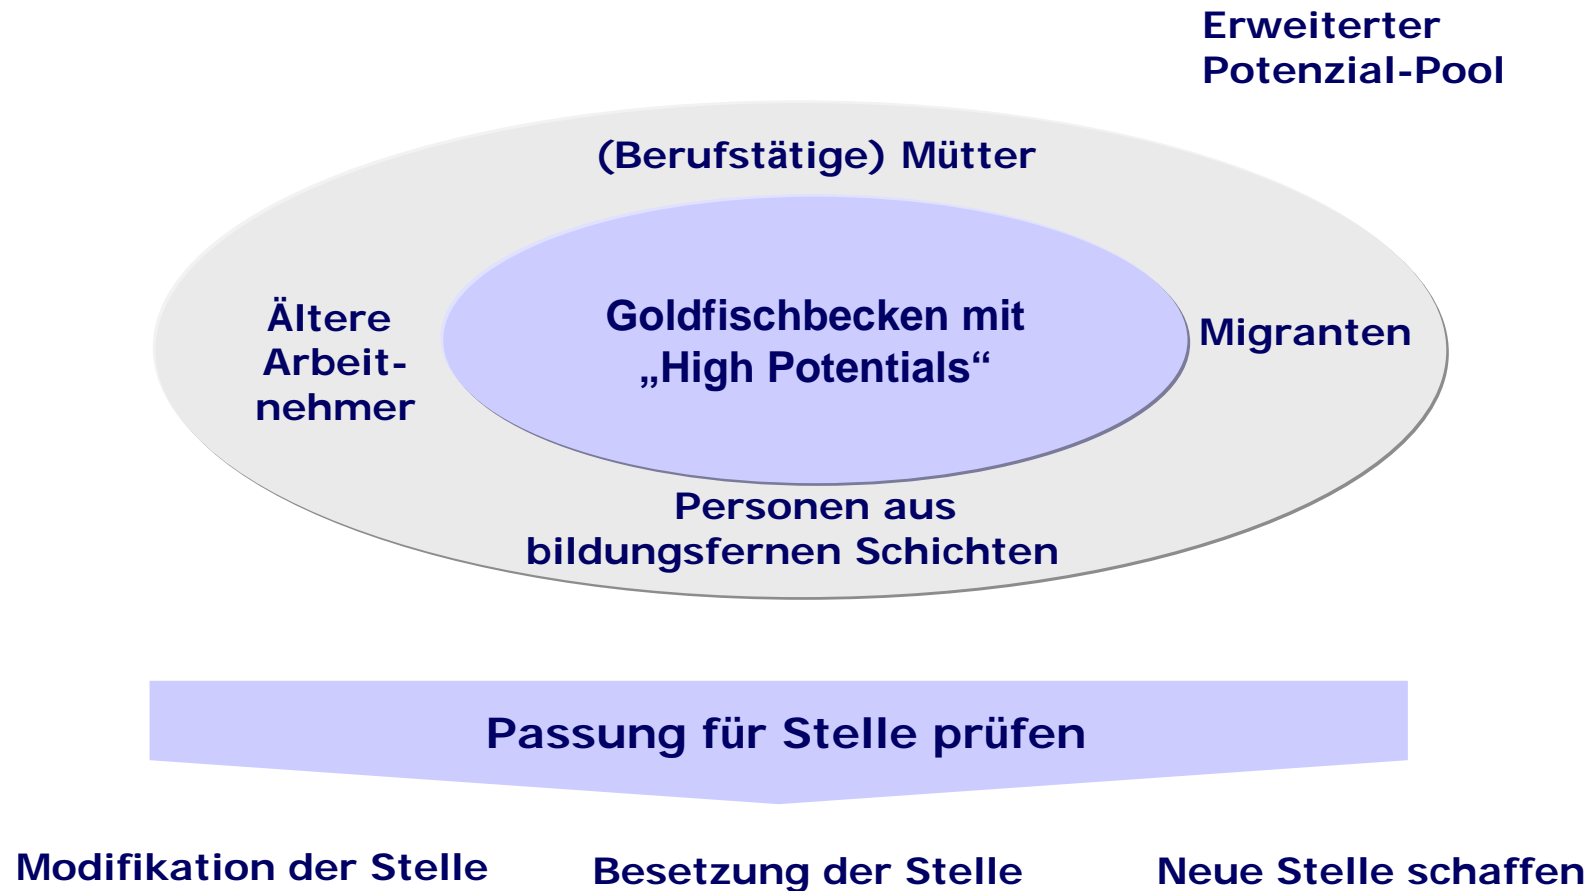 Erweiterter
Potenzial-Pool
(Berufstätige) Mütter
Ältere
Arbeit-
nehmer
Goldfischbecken mit
„High Potentials“
Migranten
Personen aus
bildungsfernen Schichten
Passung für Stelle prüfen
Modifikation der Stelle
Besetzung der Stelle
Neue Stelle schaffen